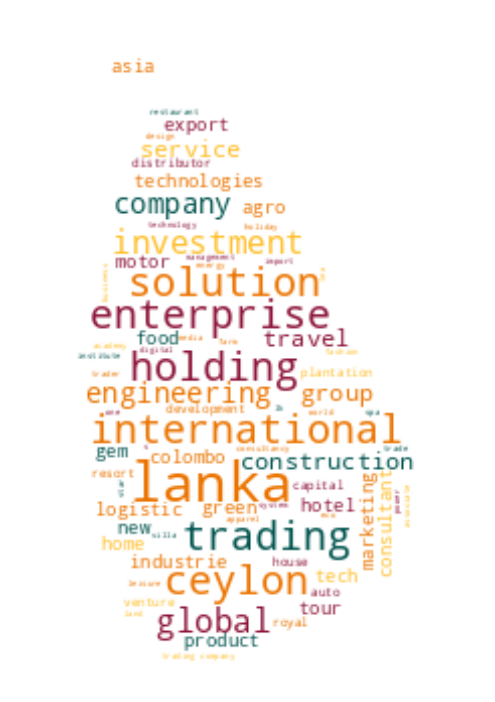 asia
restaurant
export
design
service
distributor
technologies
company agro
technology holiday
investment
motor management import
energy
solution
business
enterprise
food media farm travel
academy digital fashion
institute holding
trader plantation
engineering group
development world spa
one
international
consultancy trade
gem colombo construction
resort lanka capital
star
logistic green system hotel
apparel
marketing consultant power
new villa trading
home
industrie house
leisure ceylon tech
auto
venture tour
land global royal
product
trading company